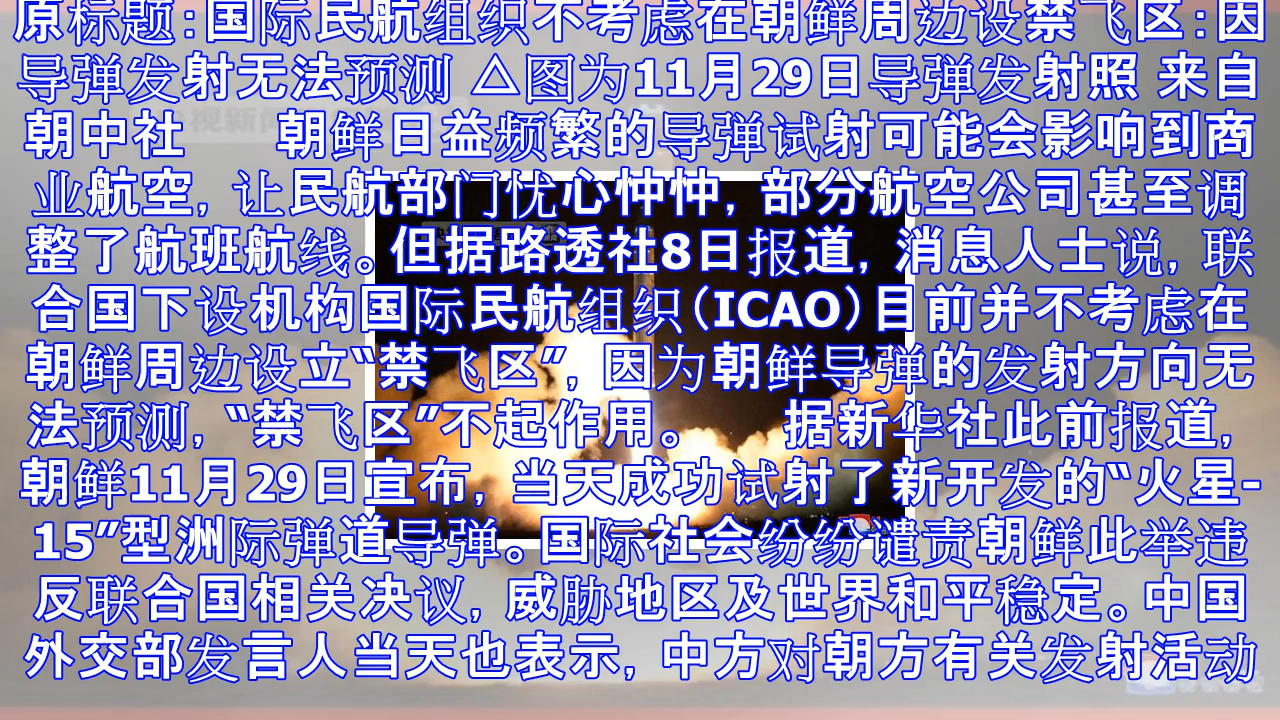 原标题:国际民航组织不考虑在朝鲜周边设禁飞区:因
导弹发射无法预测 △图为11月29日导弹发射照 来自
朝中社 朝鲜日益频繁的导弹试射可能会影响到商
业航空, 让民航部门忧心忡忡, 部分航空公司甚至调
整了航班航线。但据路透社8日报道, 消息人士说, 联
合国下设机构国际民航组织(ICAO)目前并不考虑在
朝鲜周边设立“禁飞区”, 因为朝鲜导弹的发射方向无
法预测, “禁飞区”不起作用。 据新华社此前报道,
朝鲜11月29日宣布, 当天成功试射了新开发的“火星-
15”型洲际弹道导弹。国际社会纷纷谴责朝鲜此举违
反联合国相关决议, 威胁地区及世界和平稳定。中国
外交部发言人当天也表示, 中方对朝方有关发射活动